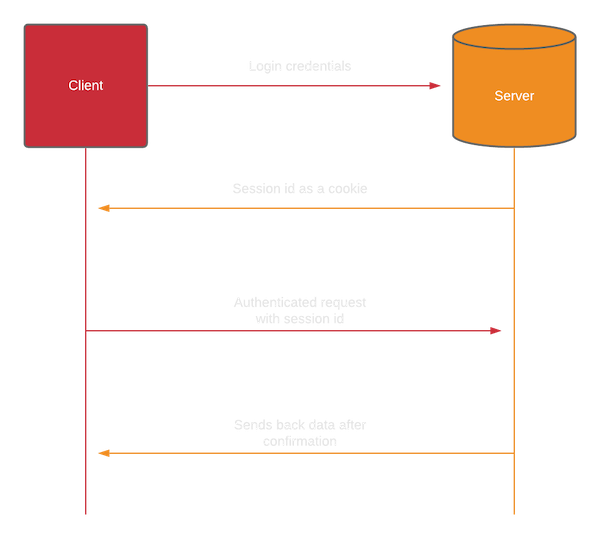 Login credentials
Client
Server
Session id as a cookie
Authenticated request
with session id
Sends back data after
confirmation